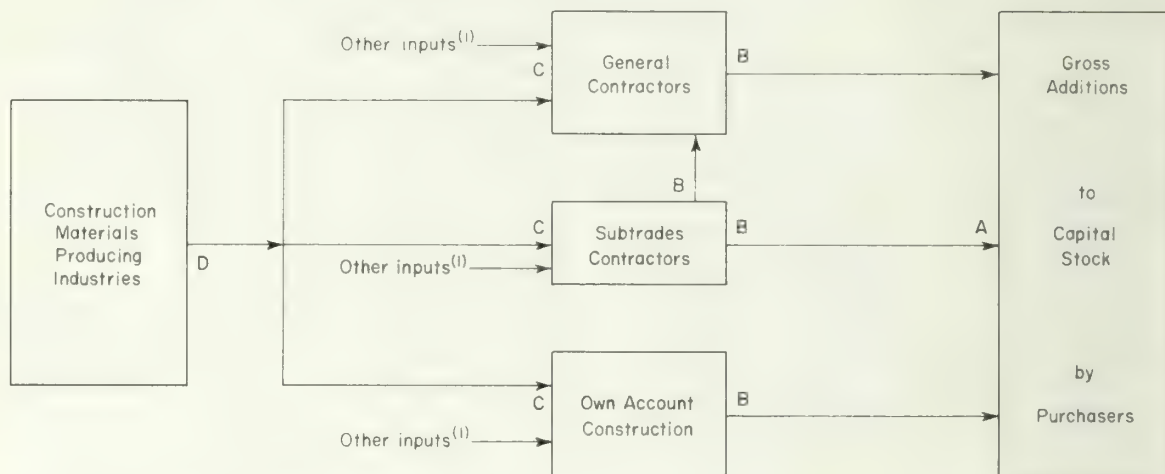 Other inputs(1)
C
General
Contractors
B
Gross
Additions
Construction
Materials
Producing
Industries
D
B
C
Other inputs(1)
Subtrades
Contractors
B
A
to
Capital
Stock
C
Other inputs(1)
Own Account
Construction
B
by
Purchasers